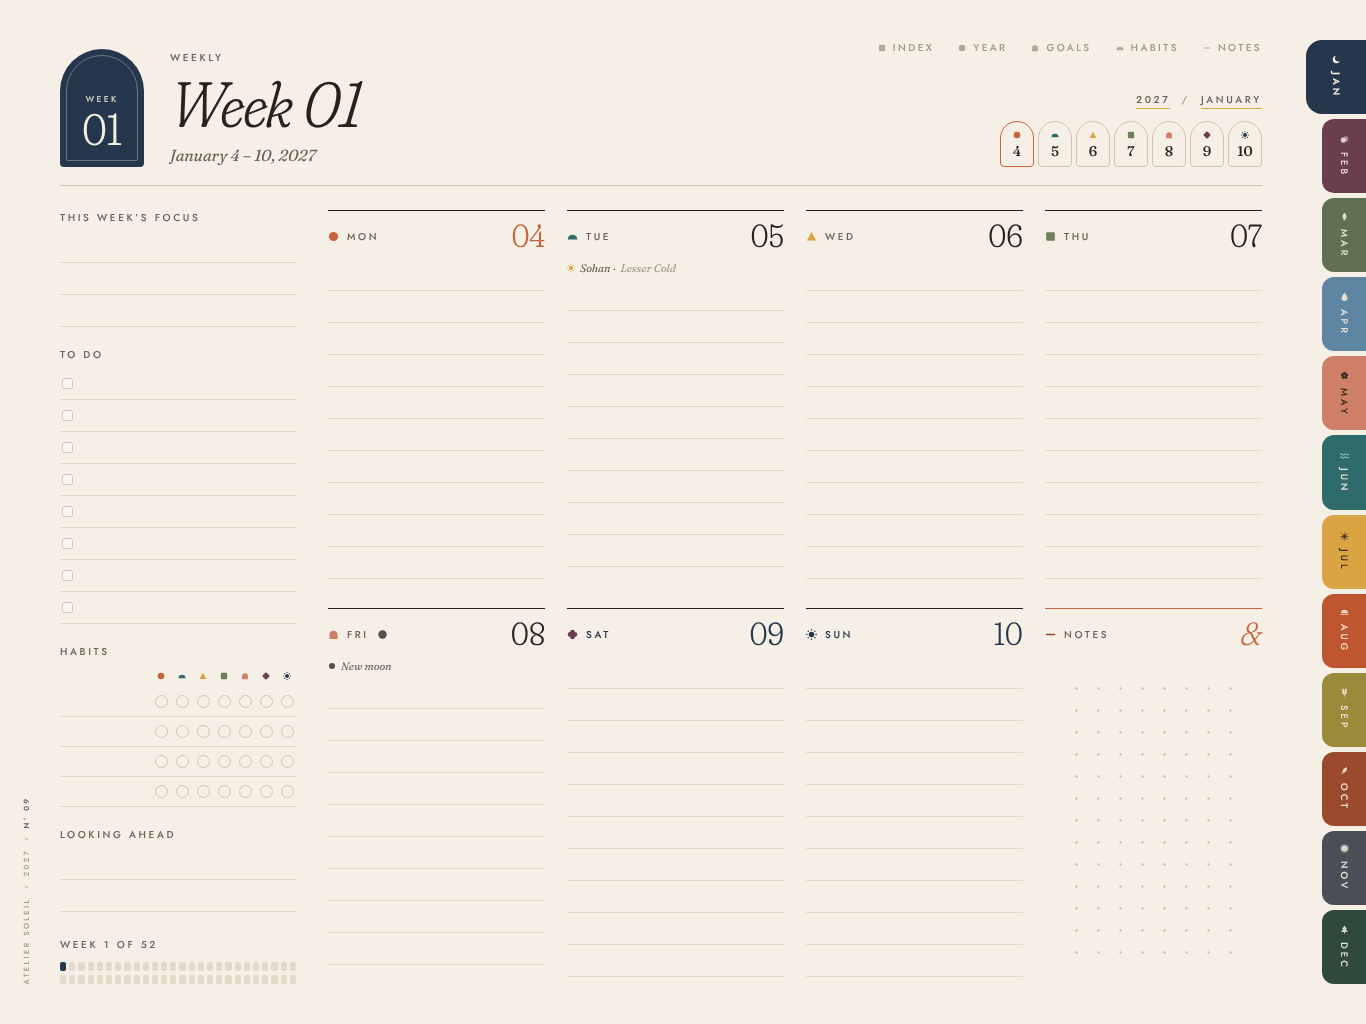 WEEK
01
WEEKLY
Week 01
January 4 – 10, 2027
INDEX YEAR GOALS HABITS NOTES
2027 / JANUARY
4 5 6 7 8 9 10
THIS WEEK'S FOCUS
TO DO
HABITS
LOOKING AHEAD
WEEK 1 OF 52
MON 04
TUE 05
Sohan · Lesser Cold
WED 06
THU 07
FRI 08
New moon
SAT 09
SUN 10
NOTES &
JAN
FEB
MAR
APR
MAY
JUN
JUL
AUG
SEP
OCT
NOV
DEC
ATELIER SOLEIL ° 2027 ° N° 09